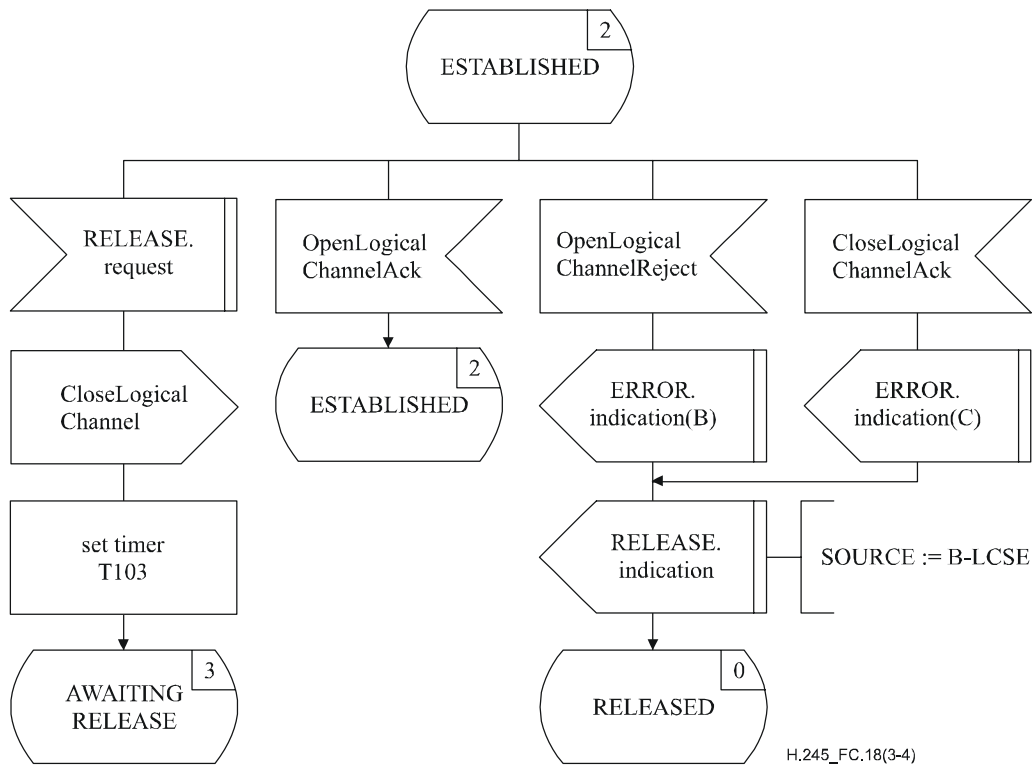 2
ESTABLISHED
RELEASE.
request
OpenLogical
ChannelAck
OpenLogical
ChannelReject
CloseLogical
ChannelAck
CloseLogical
Channel
2
ESTABLISHED
ERROR.
indication(B)
ERROR.
indication(C)
set timer
T103
RELEASE.
indication
SOURCE := B-LCSE
3
AWAITING
RELEASE
0
RELEASED
H.245_FC.18(3-4)